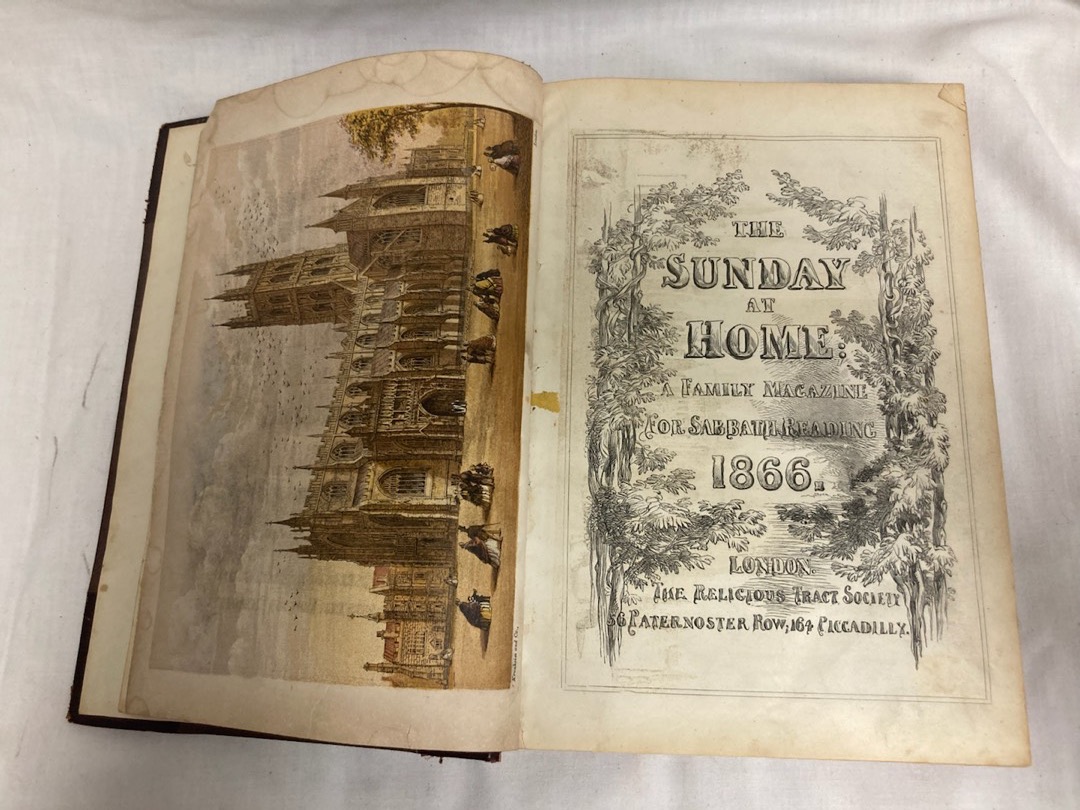 THE
SUNDAY
AT
HOME:
A FAMILY MAGAZINE
FOR SABBATH READING
1866.
LONDON.
THE RELIGIOUS TRACT SOCIETY
56 PATERNOSTER ROW, 164 PICCADILLY.